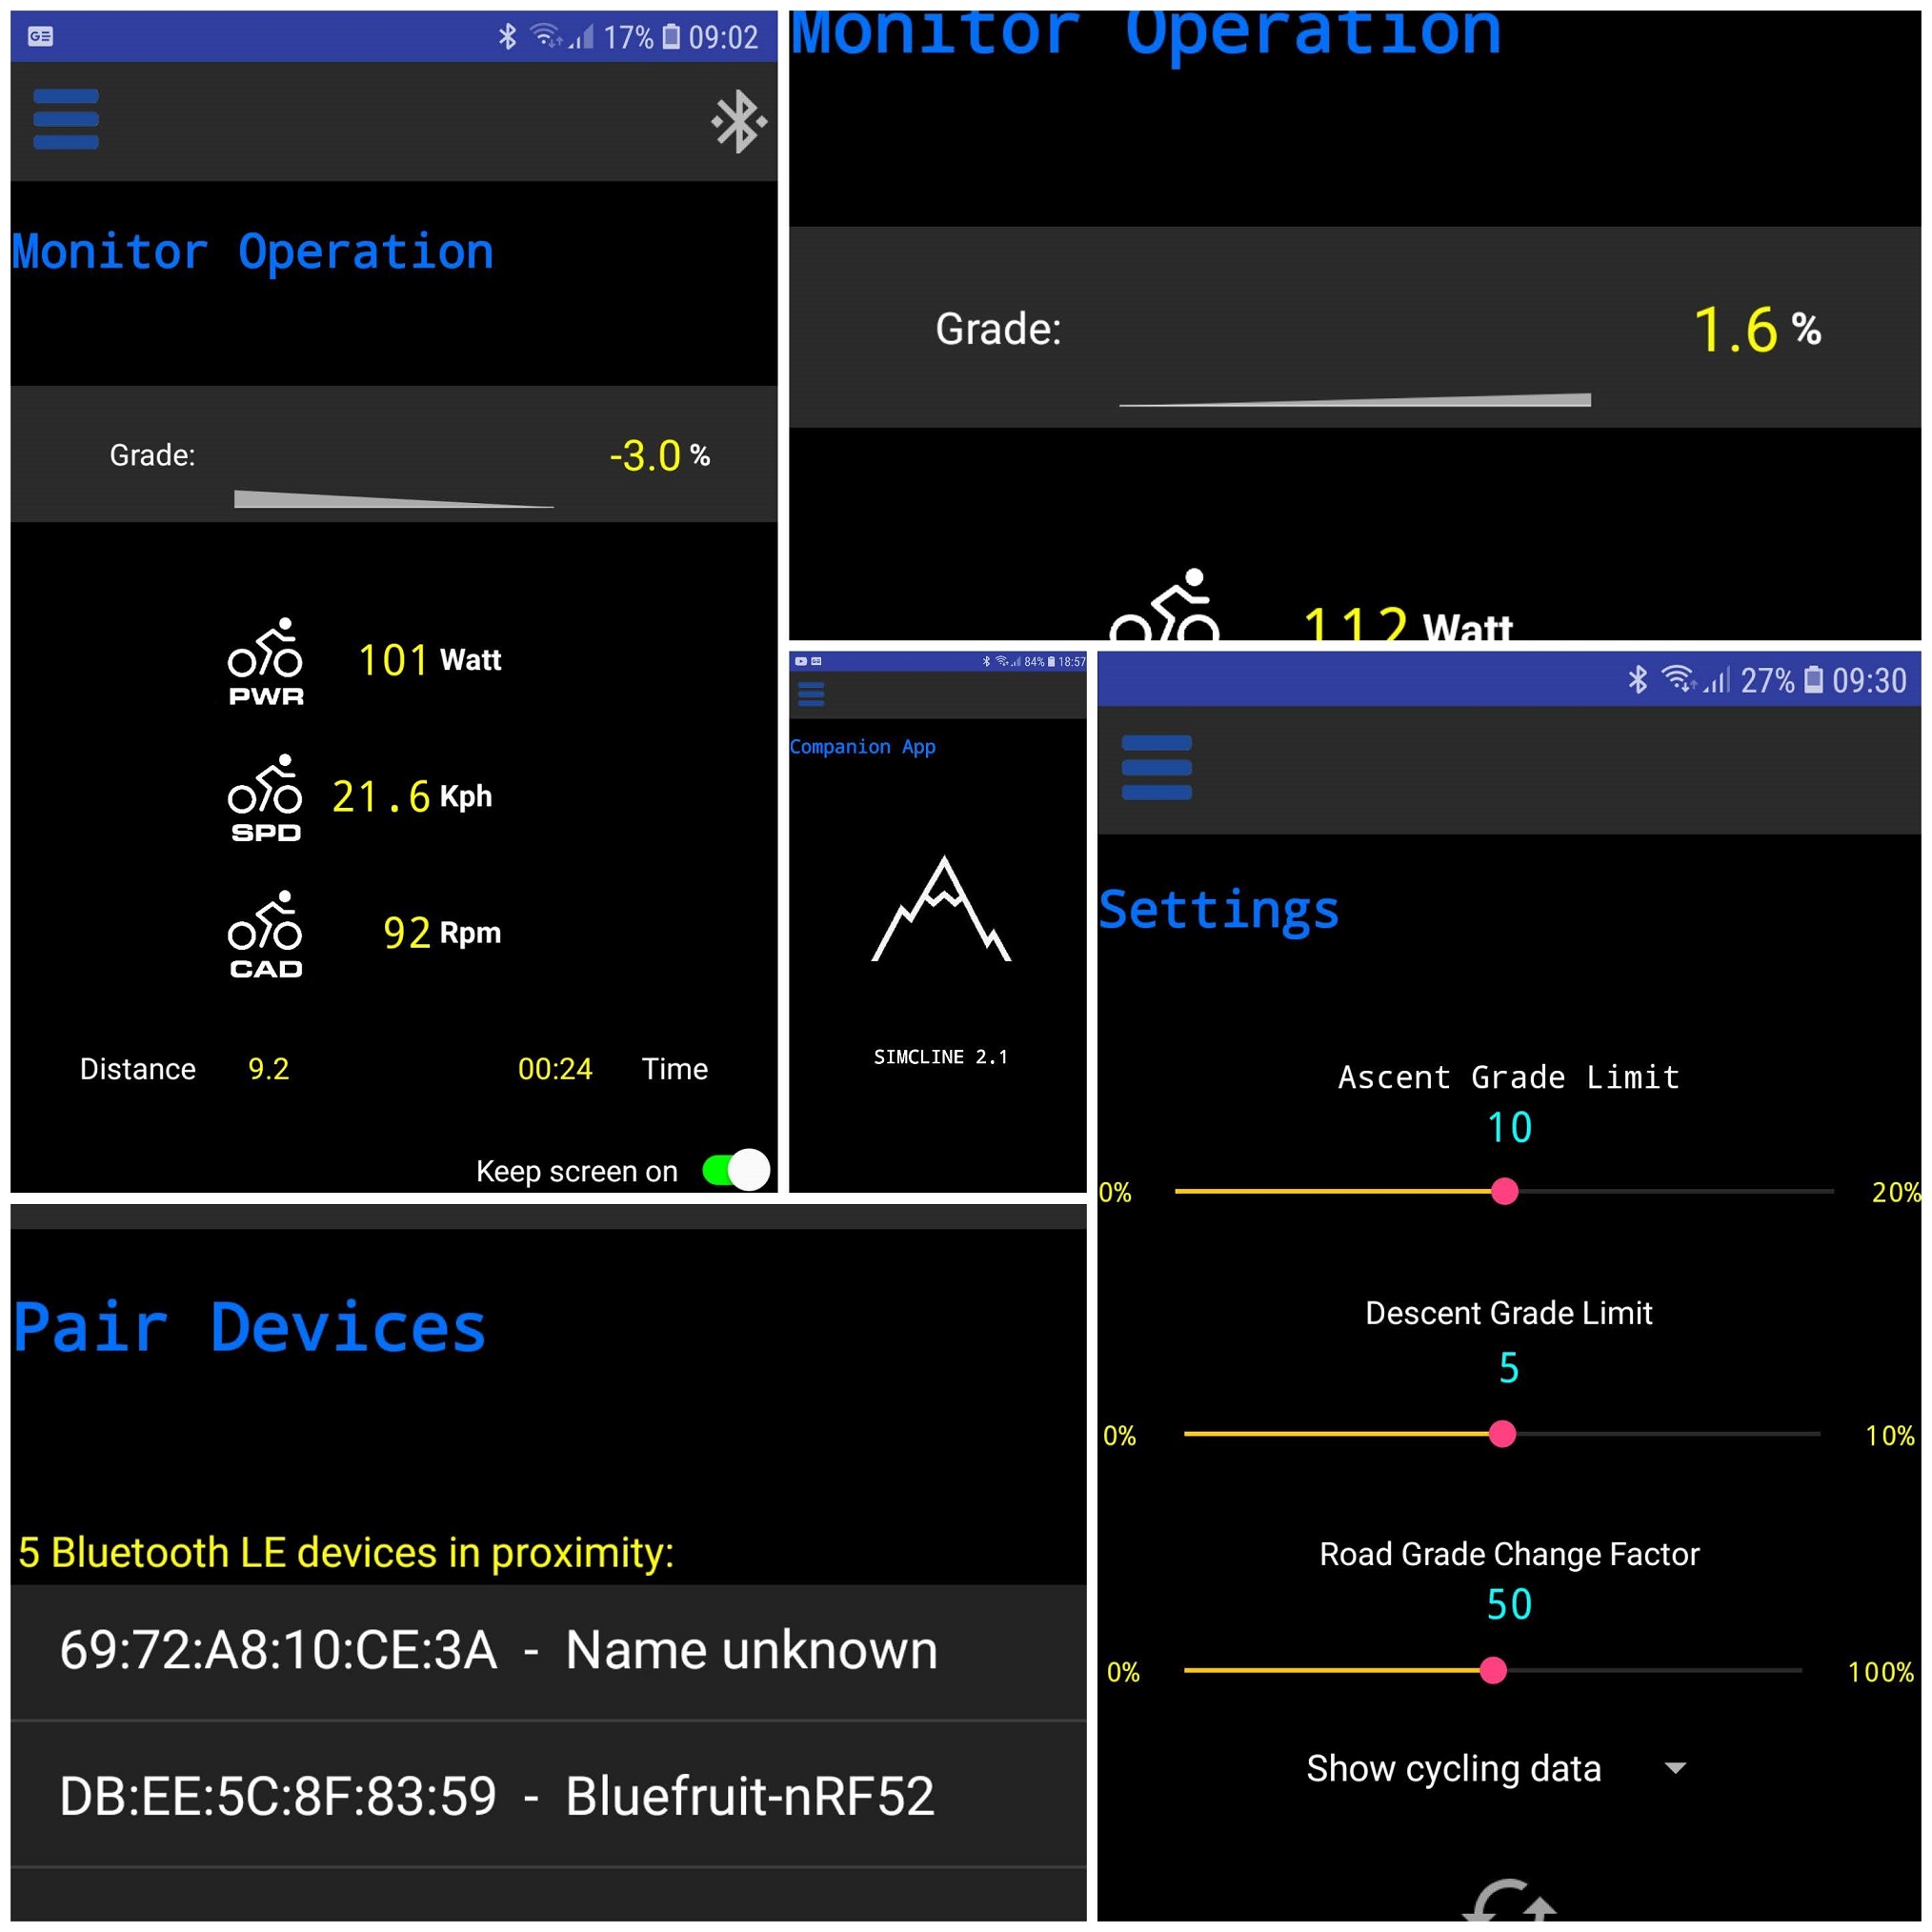 17% 09:02
Monitor Operation
Grade: -3.0 %
101 Watt
PWR
21.6 Kph
SPD
92 Rpm
CAD
Distance 9.2 00:24 Time
Keep screen on
Monitor Operation
Grade: 1.6 %
112 Watt
84% 18:57
Companion App
SIMCLINE 2.1
27% 09:30
Settings
Ascent Grade Limit
10
0% 20%
Descent Grade Limit
5
0% 10%
Road Grade Change Factor
50
0% 100%
Show cycling data
Pair Devices
5 Bluetooth LE devices in proximity:
69:72:A8:10:CE:3A - Name unknown
DB:EE:5C:8F:83:59 - Bluefruit-nRF52